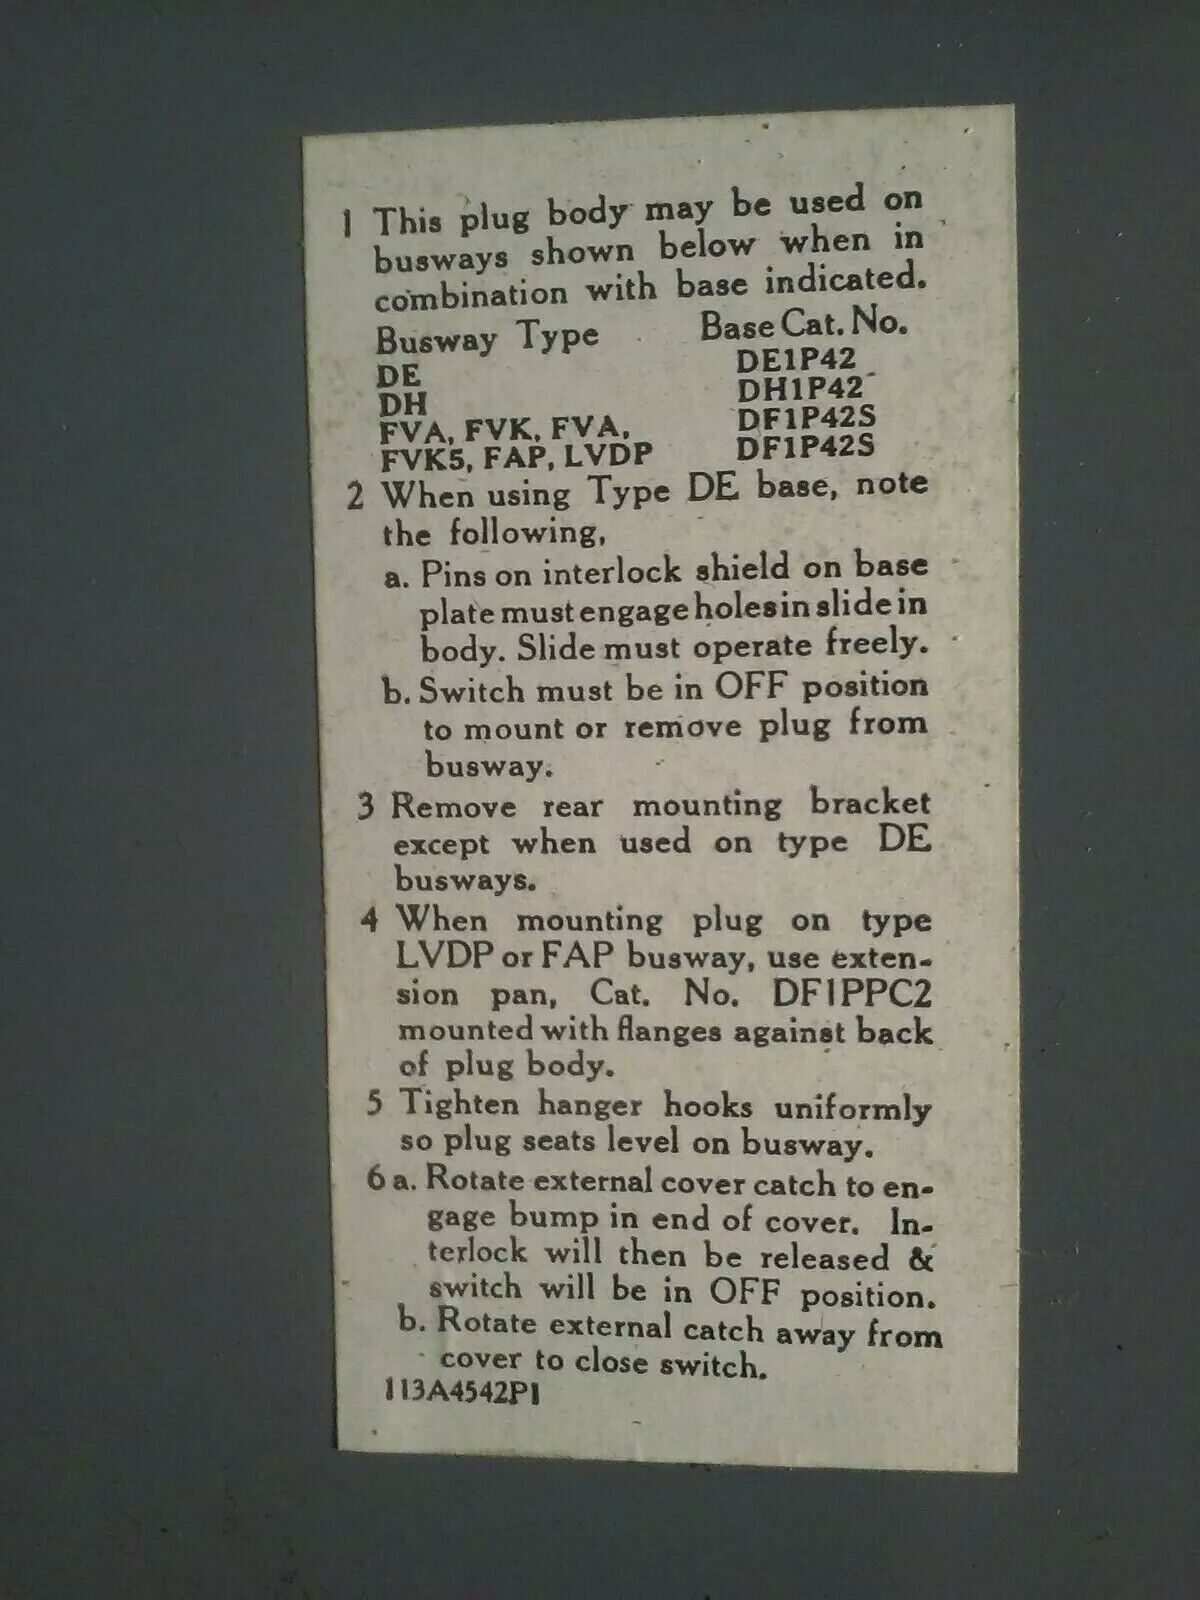 1 This plug body may be used on
busways shown below when in
combination with base indicated.
Busway Type Base Cat. No.
DE DE1P42
DH DH1P42
FVA, FVK, FVA, DF1P42S
FVK5, FAP, LVDP DF1P42S
2 When using Type DE base, note
the following,
a. Pins on interlock shield on base
plate must engage holes in slide in
body. Slide must operate freely.
b. Switch must be in OFF position
to mount or remove plug from
busway.
3 Remove rear mounting bracket
except when used on type DE
busways.
4 When mounting plug on type
LVDP or FAP busway, use exten-
sion pan, Cat. No. DF1PPC2
mounted with flanges against back
of plug body.
5 Tighten hanger hooks uniformly
so plug seats level on busway.
6 a. Rotate external cover catch to en-
gage bump in end of cover. In-
terlock will then be released &
switch will be in OFF position.
b. Rotate external catch away from
cover to close switch.
113A4542P1